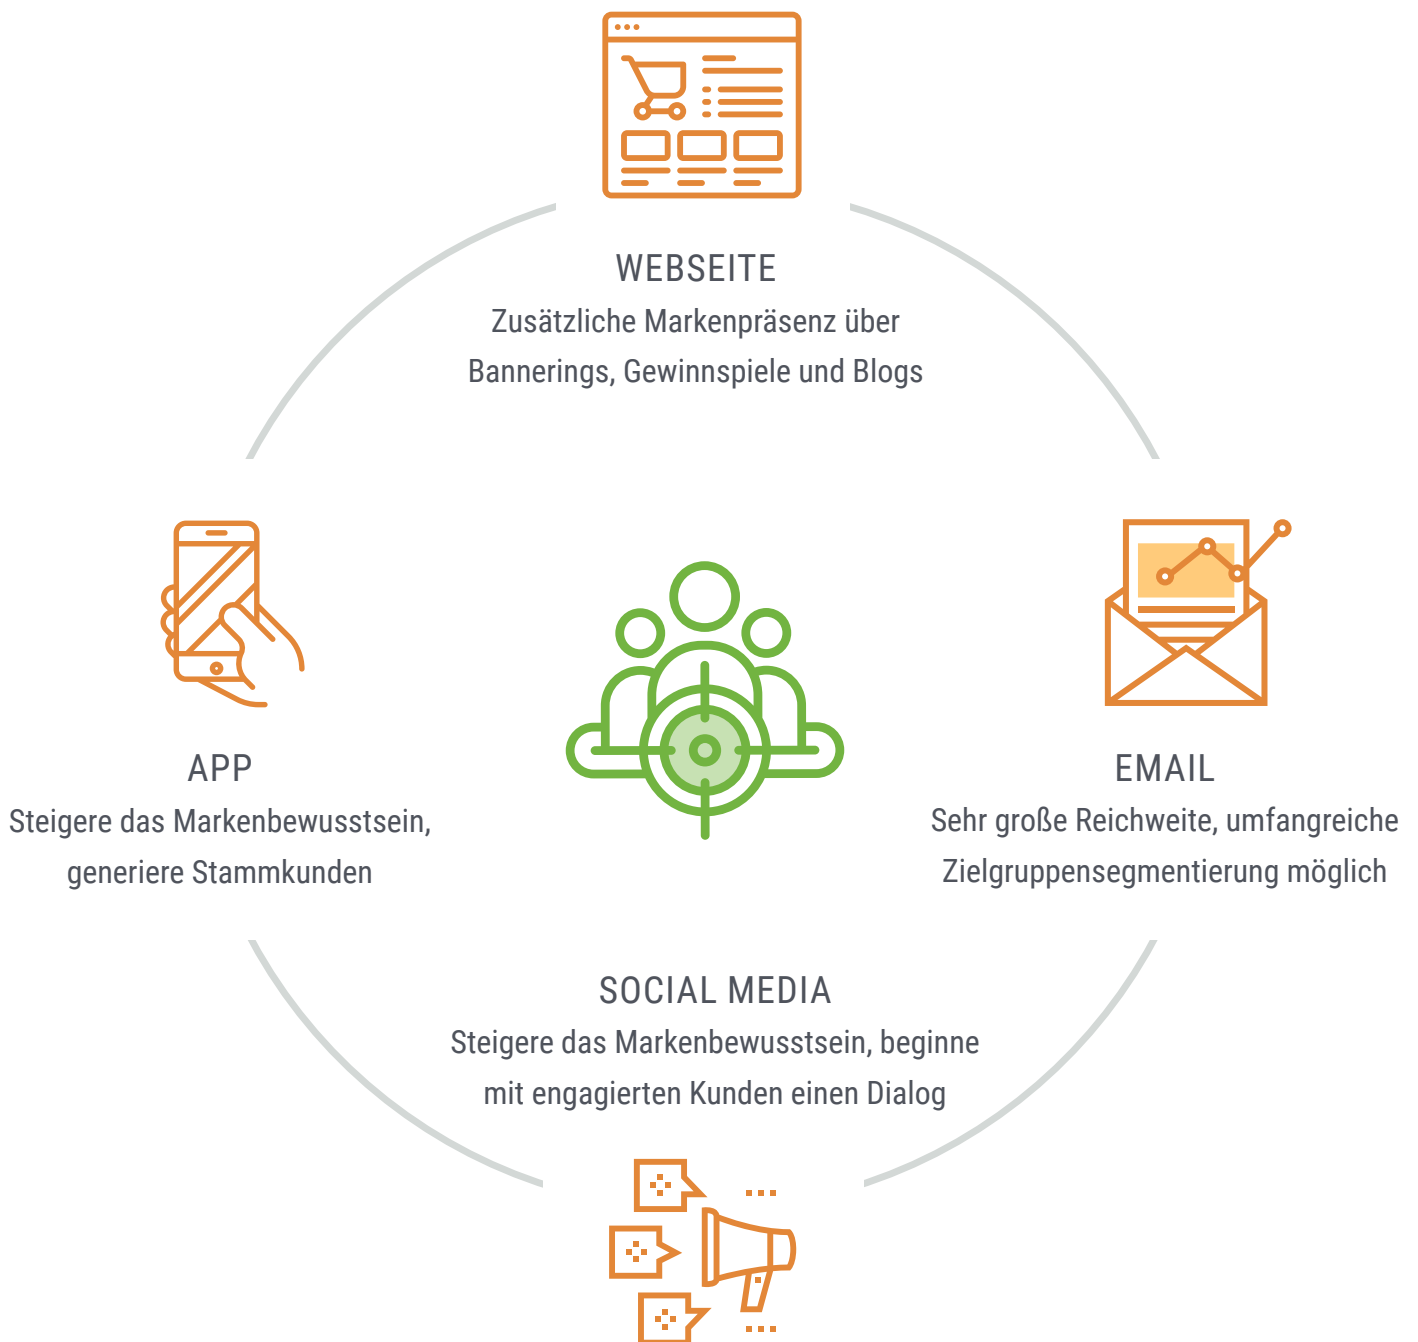 WEBSEITE
Zusätzliche Markenpräsenz über
Bannerings, Gewinnspiele und Blogs
APP
Steigere das Markenbewusstsein,
generiere Stammkunden
EMAIL
Sehr große Reichweite, umfangreiche
Zielgruppensegmentierung möglich
SOCIAL MEDIA
Steigere das Markenbewusstsein, beginne
mit engagierten Kunden einen Dialog